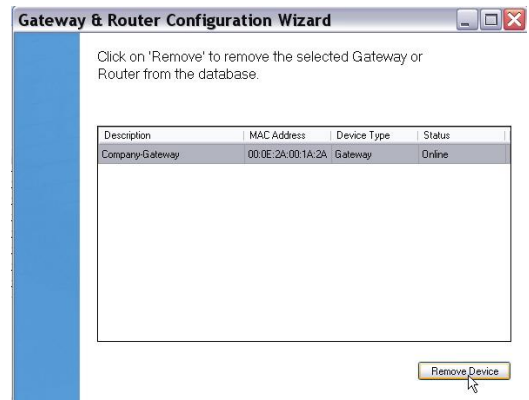 Gateway & Router Configuration Wizard
Click on 'Remove' to remove the selected Gateway or
Router from the database.
Description MAC Address Device Type Status
Company-Gateway 00:0E:2A:00:1A:2A Gateway Online
Remove Device